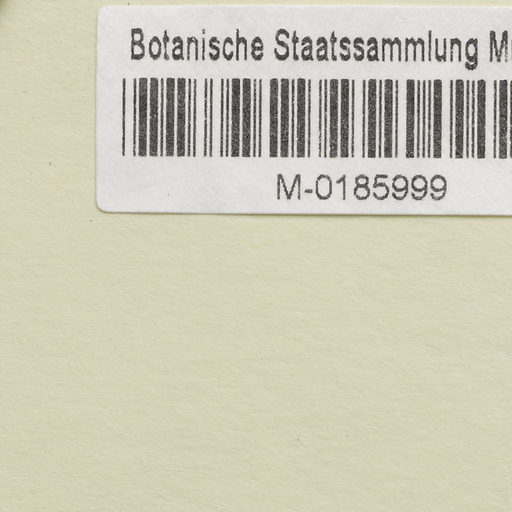 Botanische Staatssammlung M
M-0185999